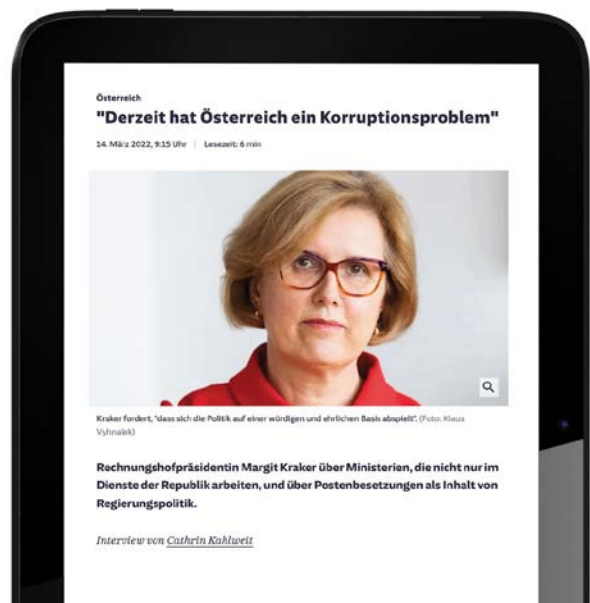 Österreich
"Derzeit hat Österreich ein Korruptionsproblem"
14. März 2022, 9:15 Uhr | Lesezeit: 6 min
Kraker fordert, "dass sich die Politik auf einer würdigen und ehrlichen Basis abspielt". (Foto: Klaus
Vyhnalek)
Rechnungshofpräsidentin Margit Kraker über Ministerien, die nicht nur im
Dienste der Republik arbeiten, und über Postenbesetzungen als Inhalt von
Regierungspolitik.
Interview von Cathrin Kahlweit